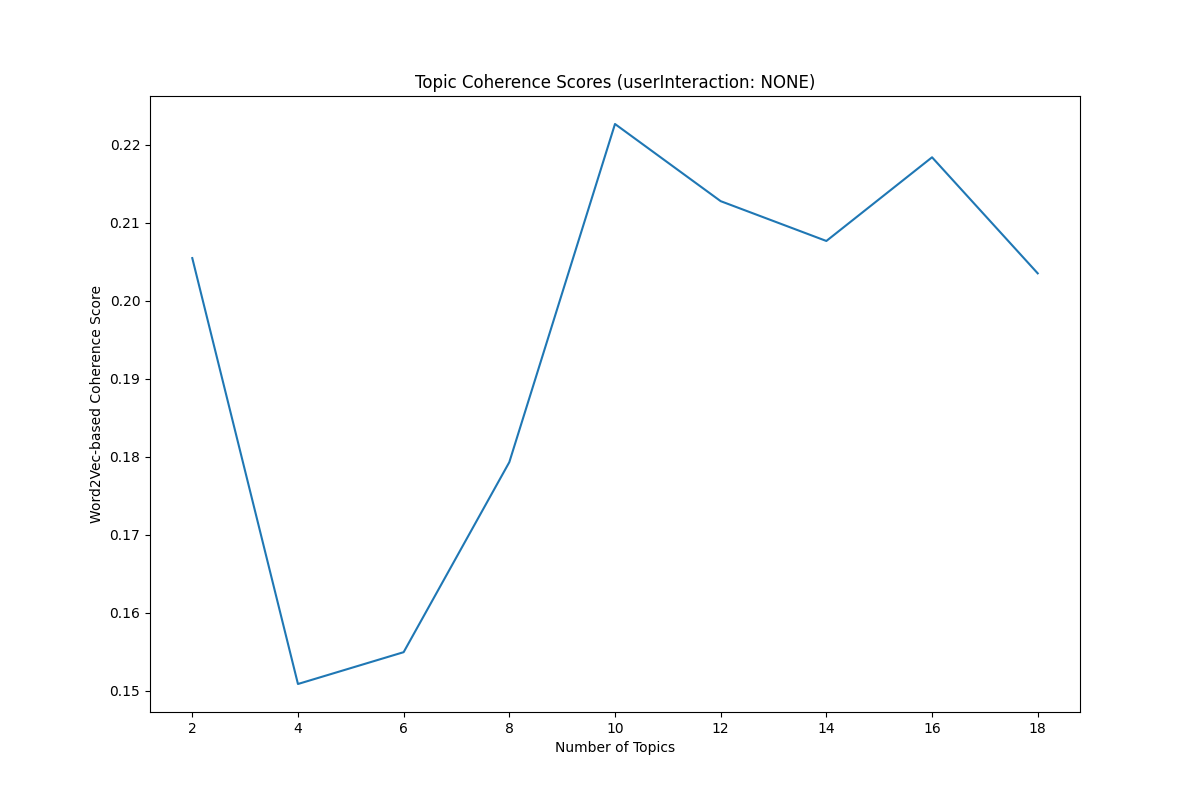 Topic Coherence Scores (userInteraction: NONE)
0.22
0.21
0.20
0.19
0.18
0.17
0.16
0.15
Word2Vec-based Coherence Score
2 4 6 8 10 12 14 16 18
Number of Topics